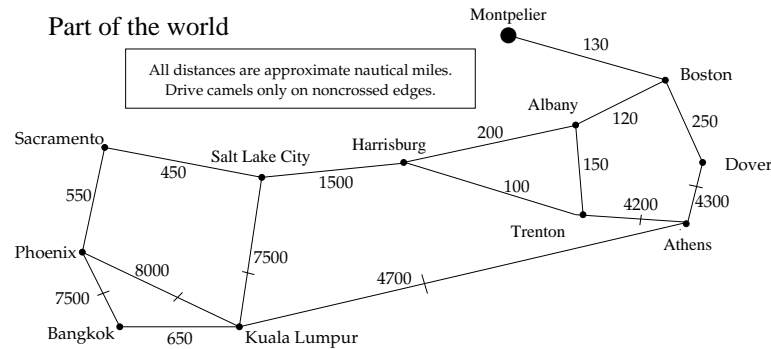 Montpelier
Part of the world
130
All distances are approximate nautical miles.
Drive camels only on noncrossed edges.
Boston
Albany
120
250
Sacramento
Harrisburg
200
Salt Lake City
450
1500
150
Dover
100
550
4200
4300
Trenton
Athens
Phoenix
8000
7500
4700
7500
Bangkok
650
Kuala Lumpur